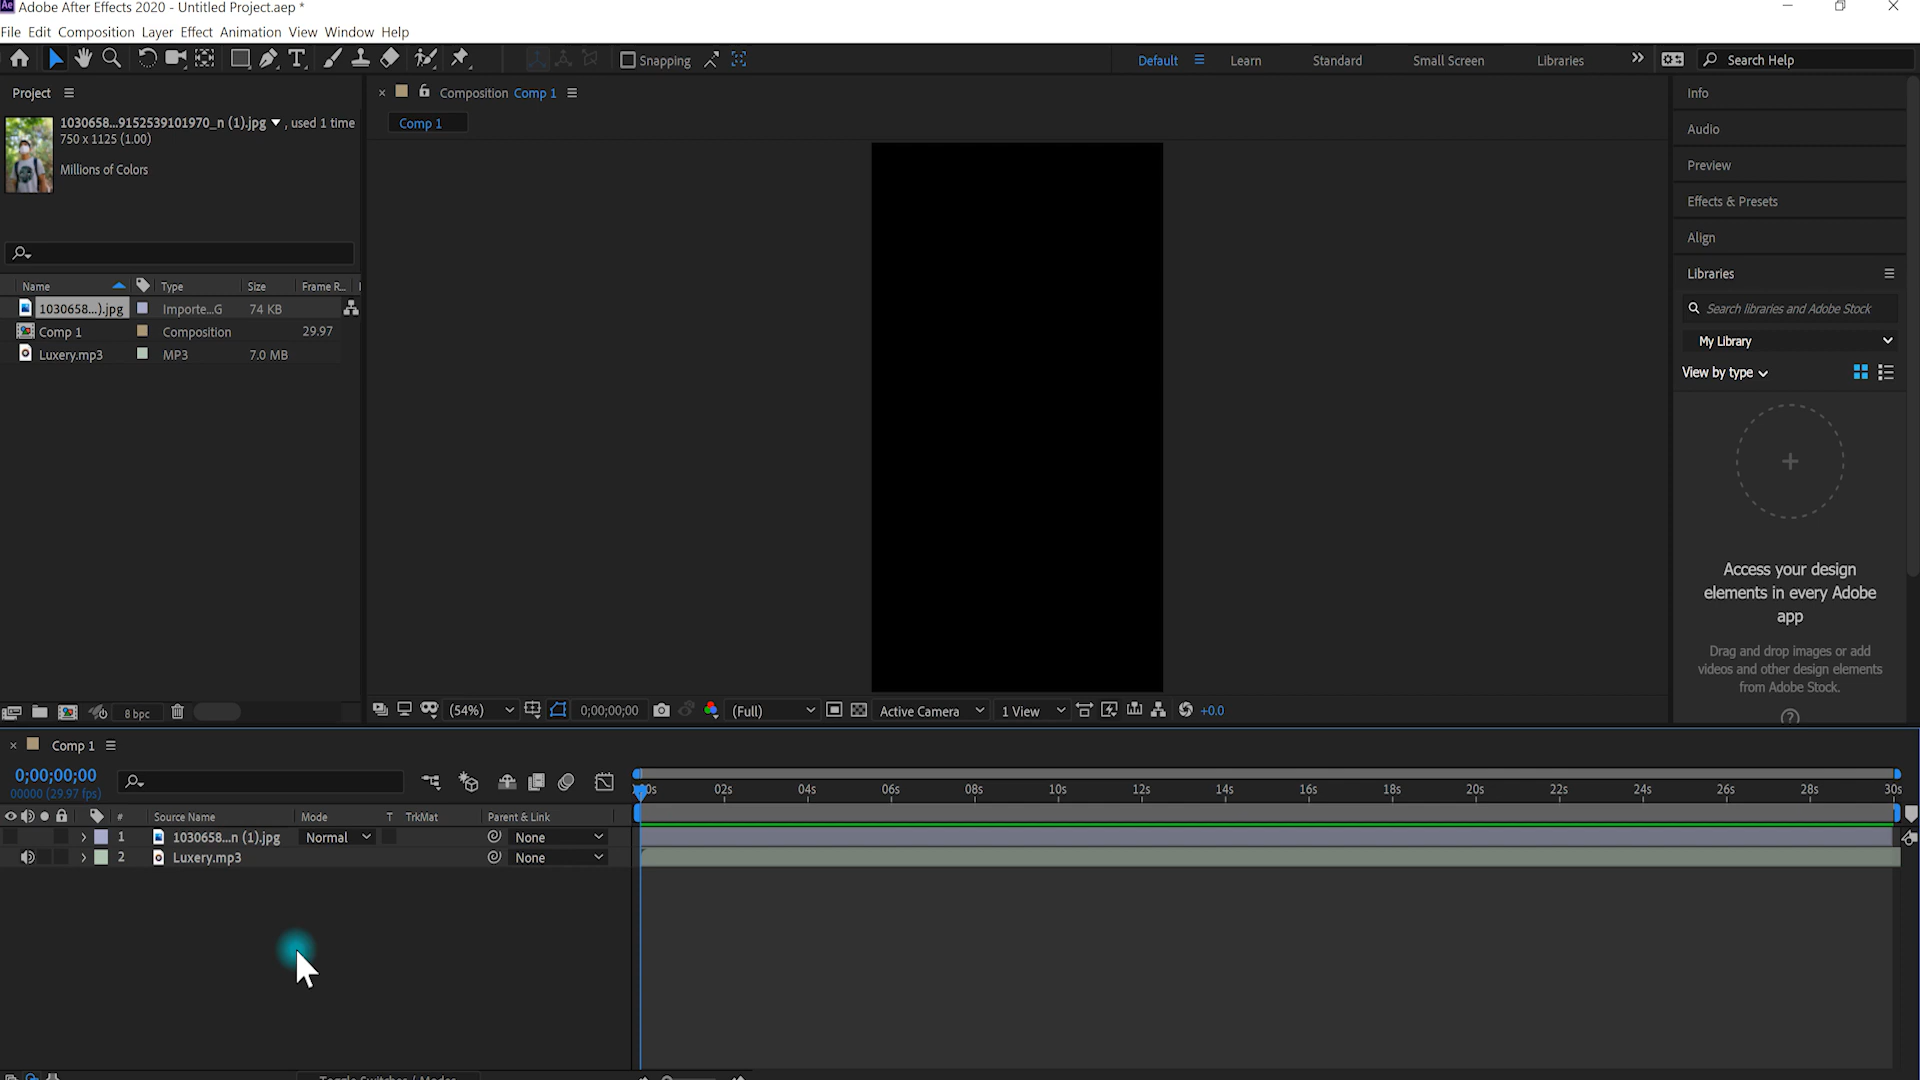 Ae Adobe After Effects 2020 - Untitled Project.aep *
File Edit Composition Layer Effect Animation View Window Help
Snapping Default Learn Standard Small Screen Libraries Search Help
Project
1030658...9152539101970_n (1).jpg , used 1 time
750 x 1125 (1.00)
Millions of Colors
Name Type Size Frame R...
1030658...).jpg Importe...G 74 KB
Comp 1 Composition 29.97
Luxery.mp3 MP3 7.0 MB
8 bpc
Composition Comp 1
Comp 1
(54%) 0;00;00;00 (Full) Active Camera 1 View +0.0
Info
Audio
Preview
Effects & Presets
Align
Libraries
Search libraries and Adobe Stock
My Library
View by type
Access your design
elements in every Adobe
app
Drag and drop images or add
videos and other design elements
from Adobe Stock.
Comp 1
0;00;00;00
00000 (29.97 fps)
02s 04s 06s 08s 10s 12s 14s 16s 18s 20s 22s 24s 26s 28s 30s
# Source Name Mode T TrkMat Parent & Link
1 1030658...n (1).jpg Normal None
2 Luxery.mp3 None